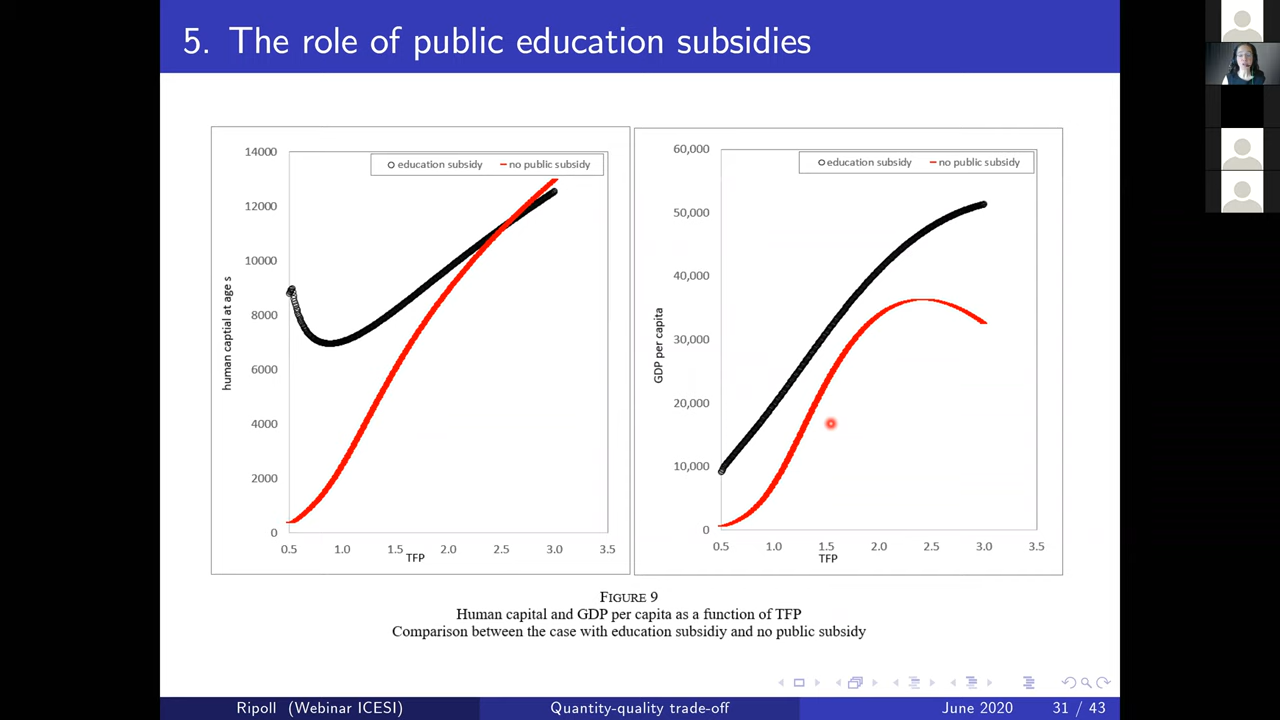 5. The role of public education subsidies
education subsidy
no public subsidy
14000
12000
10000
8000
6000
4000
2000
0
human captial at age s
0.5 1.0 1.5 2.0 2.5 3.0 3.5
TFP
education subsidy
no public subsidy
60,000
50,000
40,000
30,000
20,000
10,000
0
GDP per capita
0.5 1.0 1.5 2.0 2.5 3.0 3.5
TFP
FIGURE 9
Human capital and GDP per capita as a function of TFP
Comparison between the case with education subsidiy and no public subsidy
Ripoll (Webinar ICESI) Quantity-quality trade-off June 2020 31 / 43